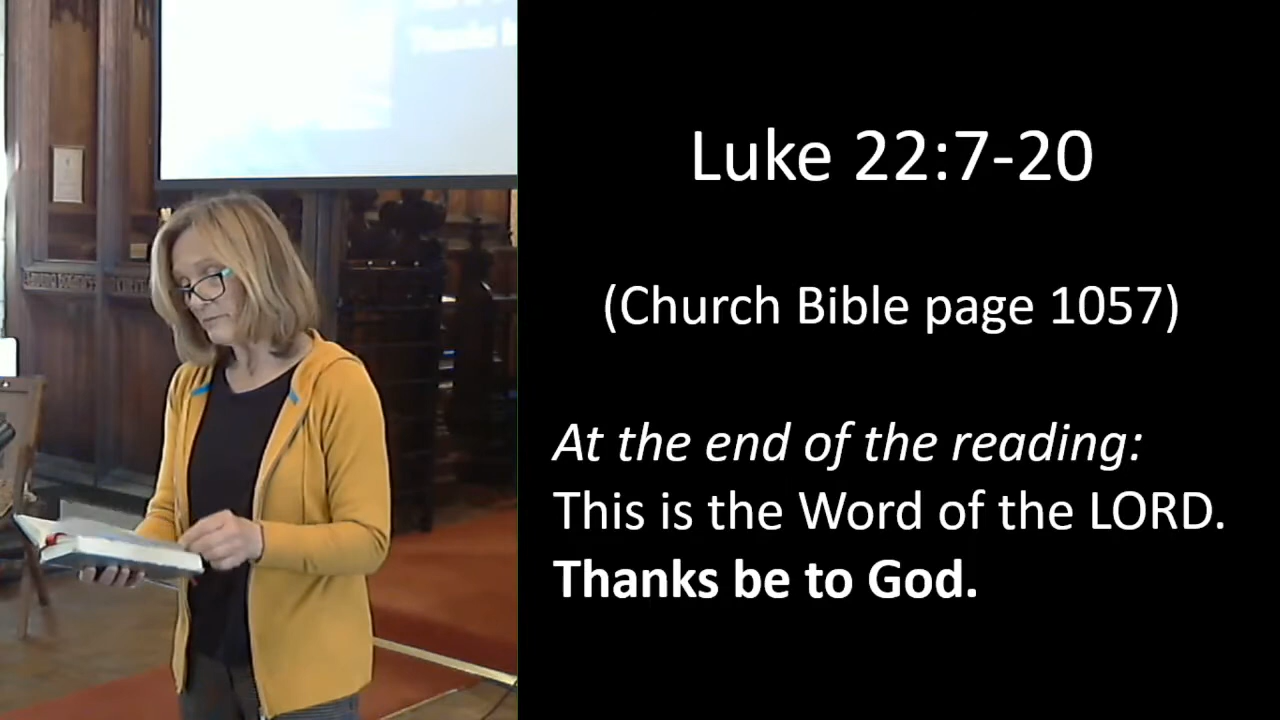 Luke 22:7-20
(Church Bible page 1057)
At the end of the reading:
This is the Word of the LORD.
Thanks be to God.